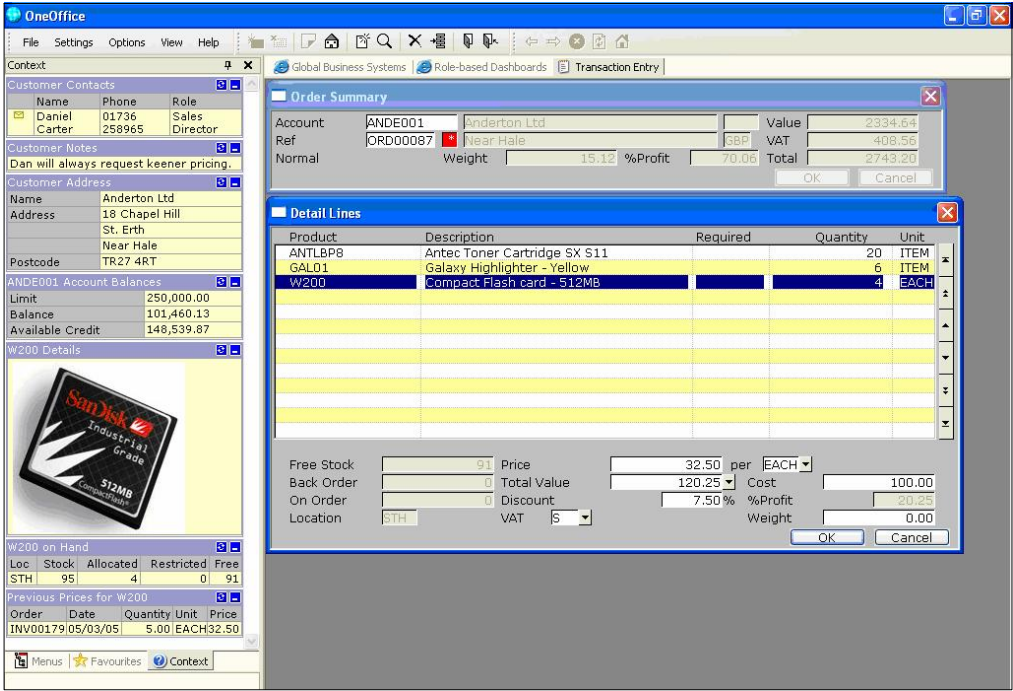 OneOffice
File Settings Options View Help
Context
Global Business Systems Role-based Dashboards Transaction Entry
Customer Contacts
Name Phone Role
Daniel Carter 01736 258965 Sales Director
Customer Notes
Dan will always request keener pricing.
Customer Address
Name Anderton Ltd
Address 18 Chapel Hill
St. Erth
Near Hale
Postcode TR27 4RT
ANDE001 Account Balances
Limit 250,000.00
Balance 101,460.13
Available Credit 148,539.87
W200 Details
SanDisk
Industrial
Grade
512MB
CompactFlash
W200 on Hand
Loc Stock Allocated Restricted Free
STH 95 4 0 91
Previous Prices for W200
Order Date Quantity Unit Price
INV00179 05/03/05 5.00 EACH 32.50
Menus Favourites Context
Order Summary
Account ANDE001 Anderton Ltd Value 2334.64
Ref ORD00087 * Near Hale GBP VAT 408.56
Normal Weight 15.12 %Profit 70.06 Total 2743.20
OK Cancel
Detail Lines
Product Description Required Quantity Unit
ANTLBP8 Antec Toner Cartridge SX S11 20 ITEM
GAL01 Galaxy Highlighter - Yellow 6 ITEM
W200 Compact Flash card - 512MB 4 EACH
Free Stock 91 Price 32.50 per EACH
Back Order 0 Total Value 120.25 Cost 100.00
On Order 0 Discount 7.50 % %Profit 20.25
Location STH VAT S Weight 0.00
OK Cancel